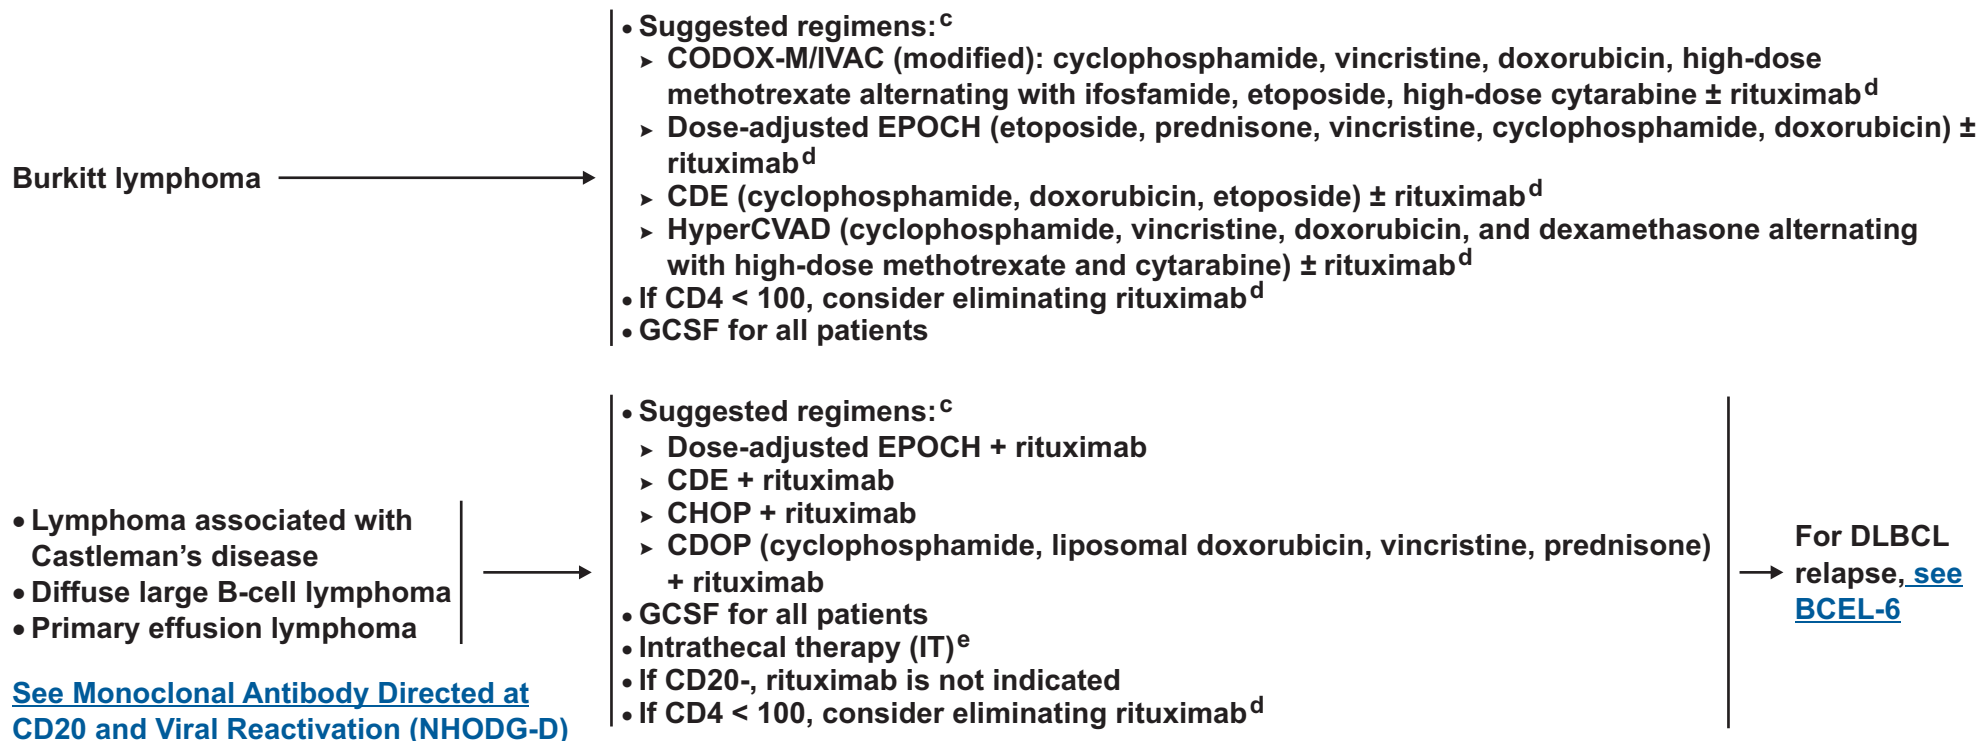 Burkitt lymphoma
• Suggested regimens:c
➤ CODOX-M/IVAC (modified): cyclophosphamide, vincristine, doxorubicin, high-dose
methotrexate alternating with ifosfamide, etoposide, high-dose cytarabine ± rituximabd
➤ Dose-adjusted EPOCH (etoposide, prednisone, vincristine, cyclophosphamide, doxorubicin) ±
rituximabd
➤ CDE (cyclophosphamide, doxorubicin, etoposide) ± rituximabd
➤ HyperCVAD (cyclophosphamide, vincristine, doxorubicin, and dexamethasone alternating
with high-dose methotrexate and cytarabine) ± rituximabd
• If CD4 < 100, consider eliminating rituximabd
• GCSF for all patients
• Lymphoma associated with
Castleman’s disease
• Diffuse large B-cell lymphoma
• Primary effusion lymphoma
See Monoclonal Antibody Directed at
CD20 and Viral Reactivation (NHODG-D)
• Suggested regimens:c
➤ Dose-adjusted EPOCH + rituximab
➤ CDE + rituximab
➤ CHOP + rituximab
➤ CDOP (cyclophosphamide, liposomal doxorubicin, vincristine, prednisone)
+ rituximab
• GCSF for all patients
• Intrathecal therapy (IT)e
• If CD20-, rituximab is not indicated
• If CD4 < 100, consider eliminating rituximabd
For DLBCL
relapse, see
BCEL-6